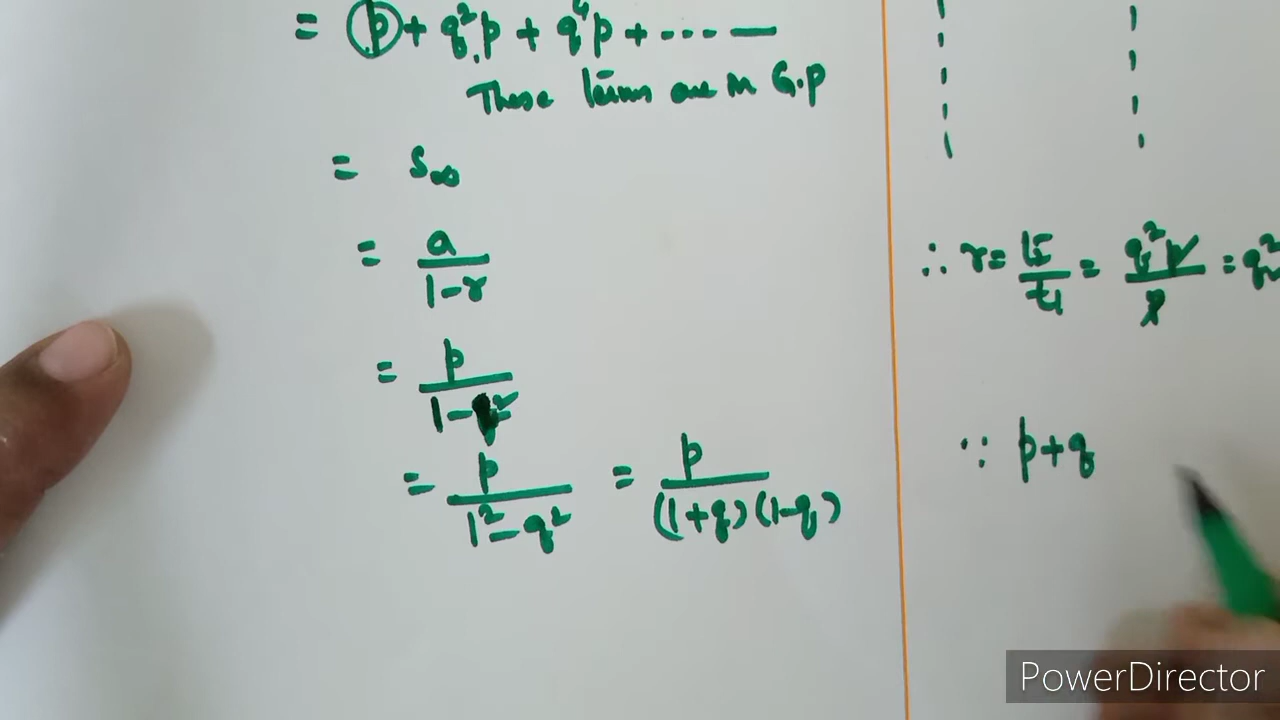 = p + q²p + q⁴p + ---- —
These terms are in G.P
= S∞
= a/(1-r)
= p/(1-q²)
= p/(1²-q²) = p/((1+q)(1-q))
∴ r = t₂/t₁ = q²p/p = q²
∵ p+q
PowerDirector